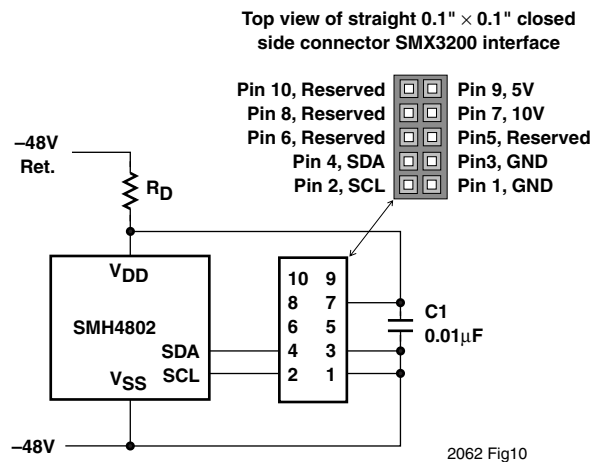 Top view of straight 0.1" × 0.1" closed
side connector SMX3200 interface
Pin 10, Reserved
Pin 9, 5V
Pin 8, Reserved
Pin 7, 10V
Pin 6, Reserved
Pin5, Reserved
Pin 4, SDA
Pin3, GND
Pin 2, SCL
Pin 1, GND
–48V
Ret.
RD
VDD
SMH4802
SDA
SCL
VSS
10 9
8 7
6 5
4 3
2 1
C1
0.01μF
–48V
2062 Fig10